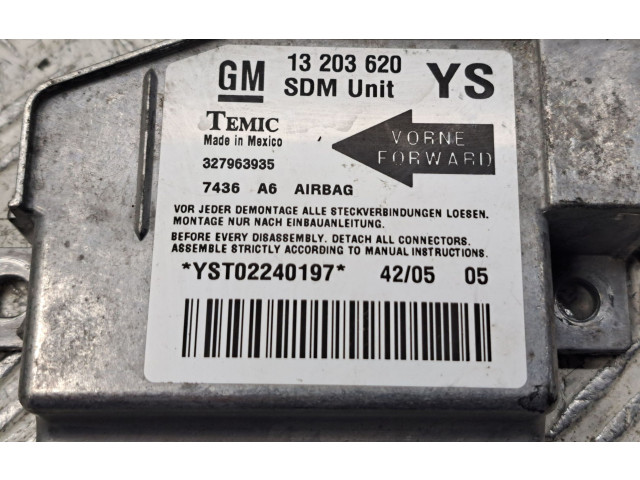 GM 13 203 620 YS
SDM Unit
TEMIC
Made in Mexico
VORNE
FORWARD
327963935
7436 A6 AIRBAG
VOR JEDER DEMONTAGE ALLE STECKVERBINDUNGEN LOESEN.
MONTAGE NUR NACH EINBAUANLEITUNG.
BEFORE EVERY DISASSEMBLY. DETACH ALL CONNECTORS.
ASSEMBLE STRICTLY ACCORDING TO MANUAL INSTRUCTIONS.
*YST02240197* 42/05 05